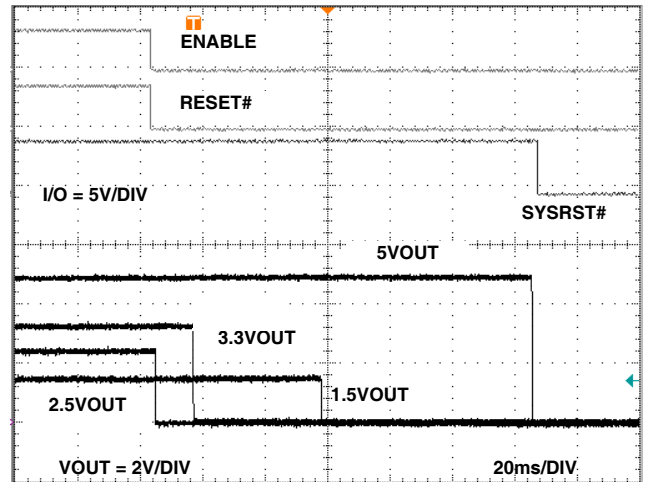 T
ENABLE
RESET#
I/O = 5V/DIV
SYSRST#
5VOUT
3.3VOUT
1.5VOUT
2.5VOUT
VOUT = 2V/DIV
20ms/DIV